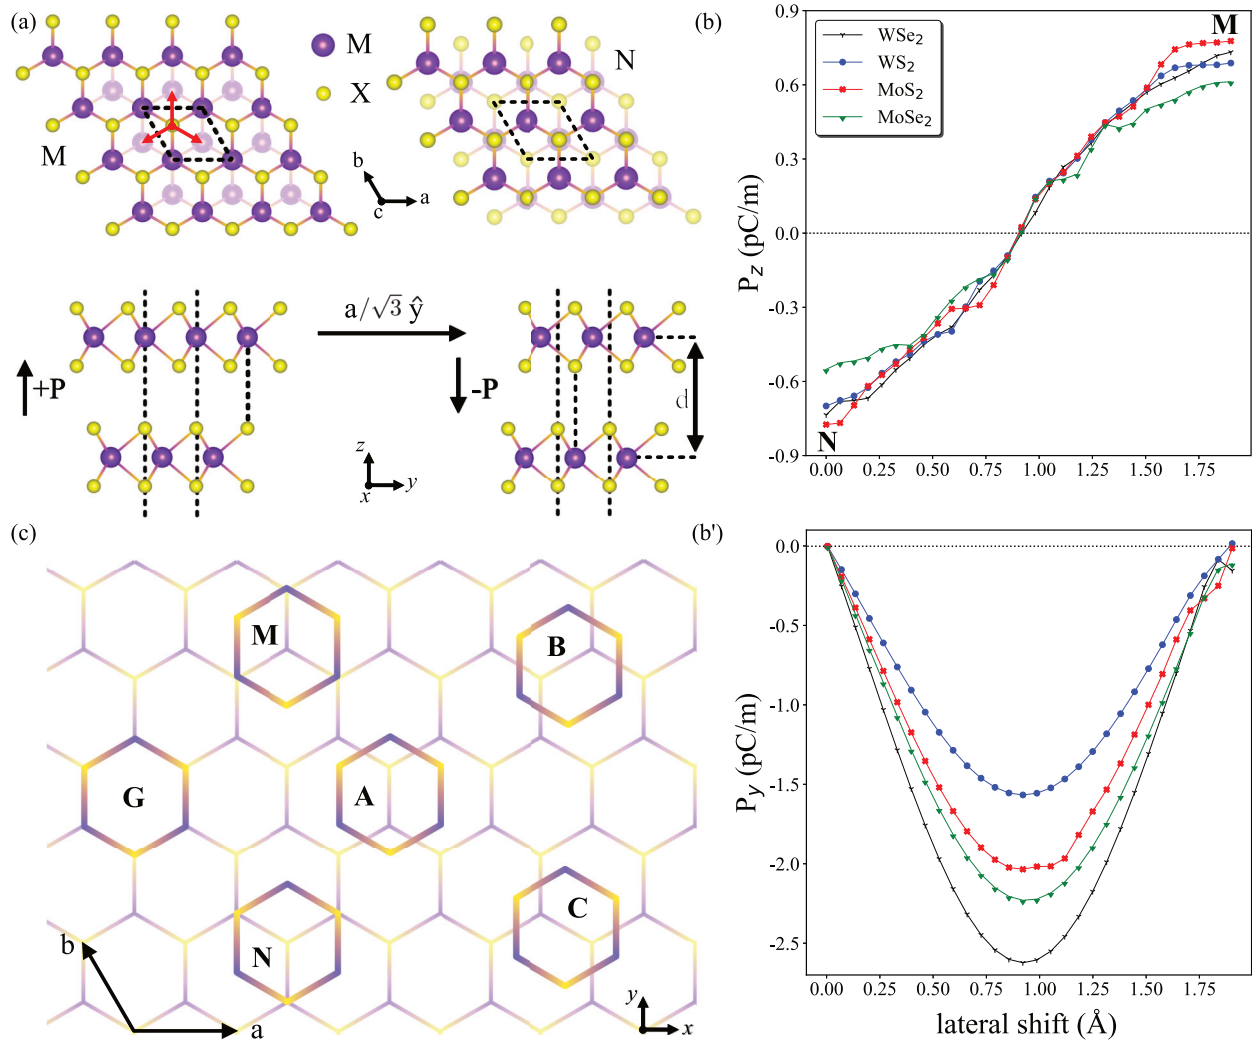 (a)
M
X
M
N
b
c
a
+P
a/√3 ŷ
-P
d
z
x
y
(b)
WSe₂
WS₂
MoS₂
MoSe₂
M
N
P_z (pC/m)
0.9
0.6
0.3
0.0
-0.3
-0.6
-0.9
0.00 0.25 0.50 0.75 1.00 1.25 1.50 1.75
(c)
M
B
G
A
N
C
b
a
y
x
(b')
P_y (pC/m)
0.0
-0.5
-1.0
-1.5
-2.0
-2.5
0.00 0.25 0.50 0.75 1.00 1.25 1.50 1.75
lateral shift (Å)